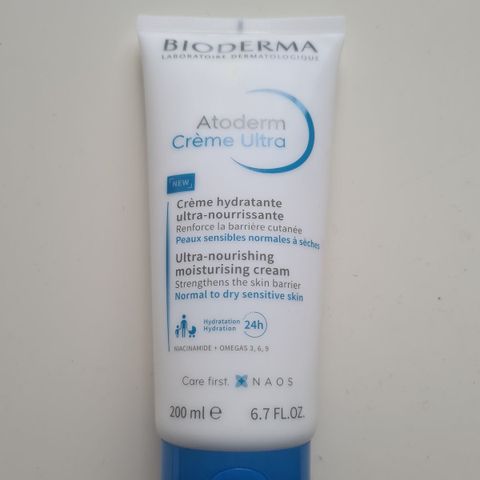 BIODERMA
LABORATOIRE DERMATOLOGIQUE
Atoderm
Crème Ultra
NEW
Crème hydratante
ultra-nourrissante
Renforce la barrière cutanée
Peaux sensibles normales à sèches
Ultra-nourishing
moisturising cream
Strengthens the skin barrier
Normal to dry sensitive skin
Hydratation
Hydration
24h
NIACINAMIDE + OMEGAS 3, 6, 9
Care first. NAOS
200 ml ℮ 6.7 FL.OZ.